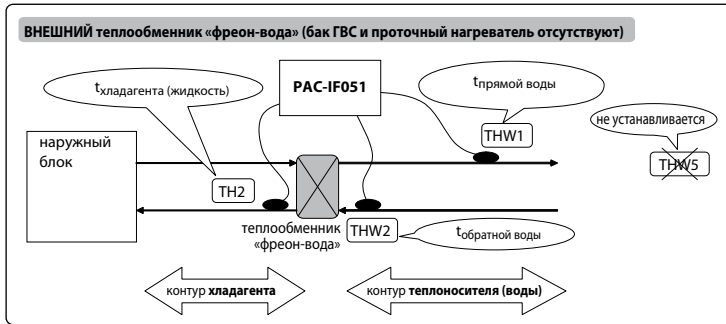 ВНЕШНИЙ теплообменник «фреон-вода» (бак ГВС и проточный нагреватель отсутствуют)
tхладагента (жидкость)
PAC-IF051
tпрямой воды
THW1
не устанавливается
THW5
наружный
блок
TH2
теплообменник
«фреон-вода»
THW2
tобратной воды
контур хладагента
контур теплоносителя (воды)